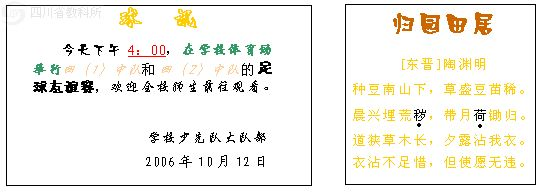 四川省教科所
球 讯
今天下午 4：00，在学校体育场
举行四（1）中队和四（2）中队的足
球友谊赛，欢迎全校师生前往观看。
学校少先队大队部
2006 年 10 月 12 日
归园田居
[东晋]陶渊明
种豆南山下，草盛豆苗稀。
晨兴埋荒秽，带月荷锄归。
道狭草木长，夕露沾我衣。
衣沾不足惜，但使愿无违。